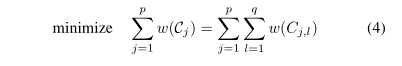 minimize $\sum_{j=1}^{p} w(\mathcal{C}_j) = \sum_{j=1}^{p} \sum_{l=1}^{q} w(C_{j,l})$ (4)